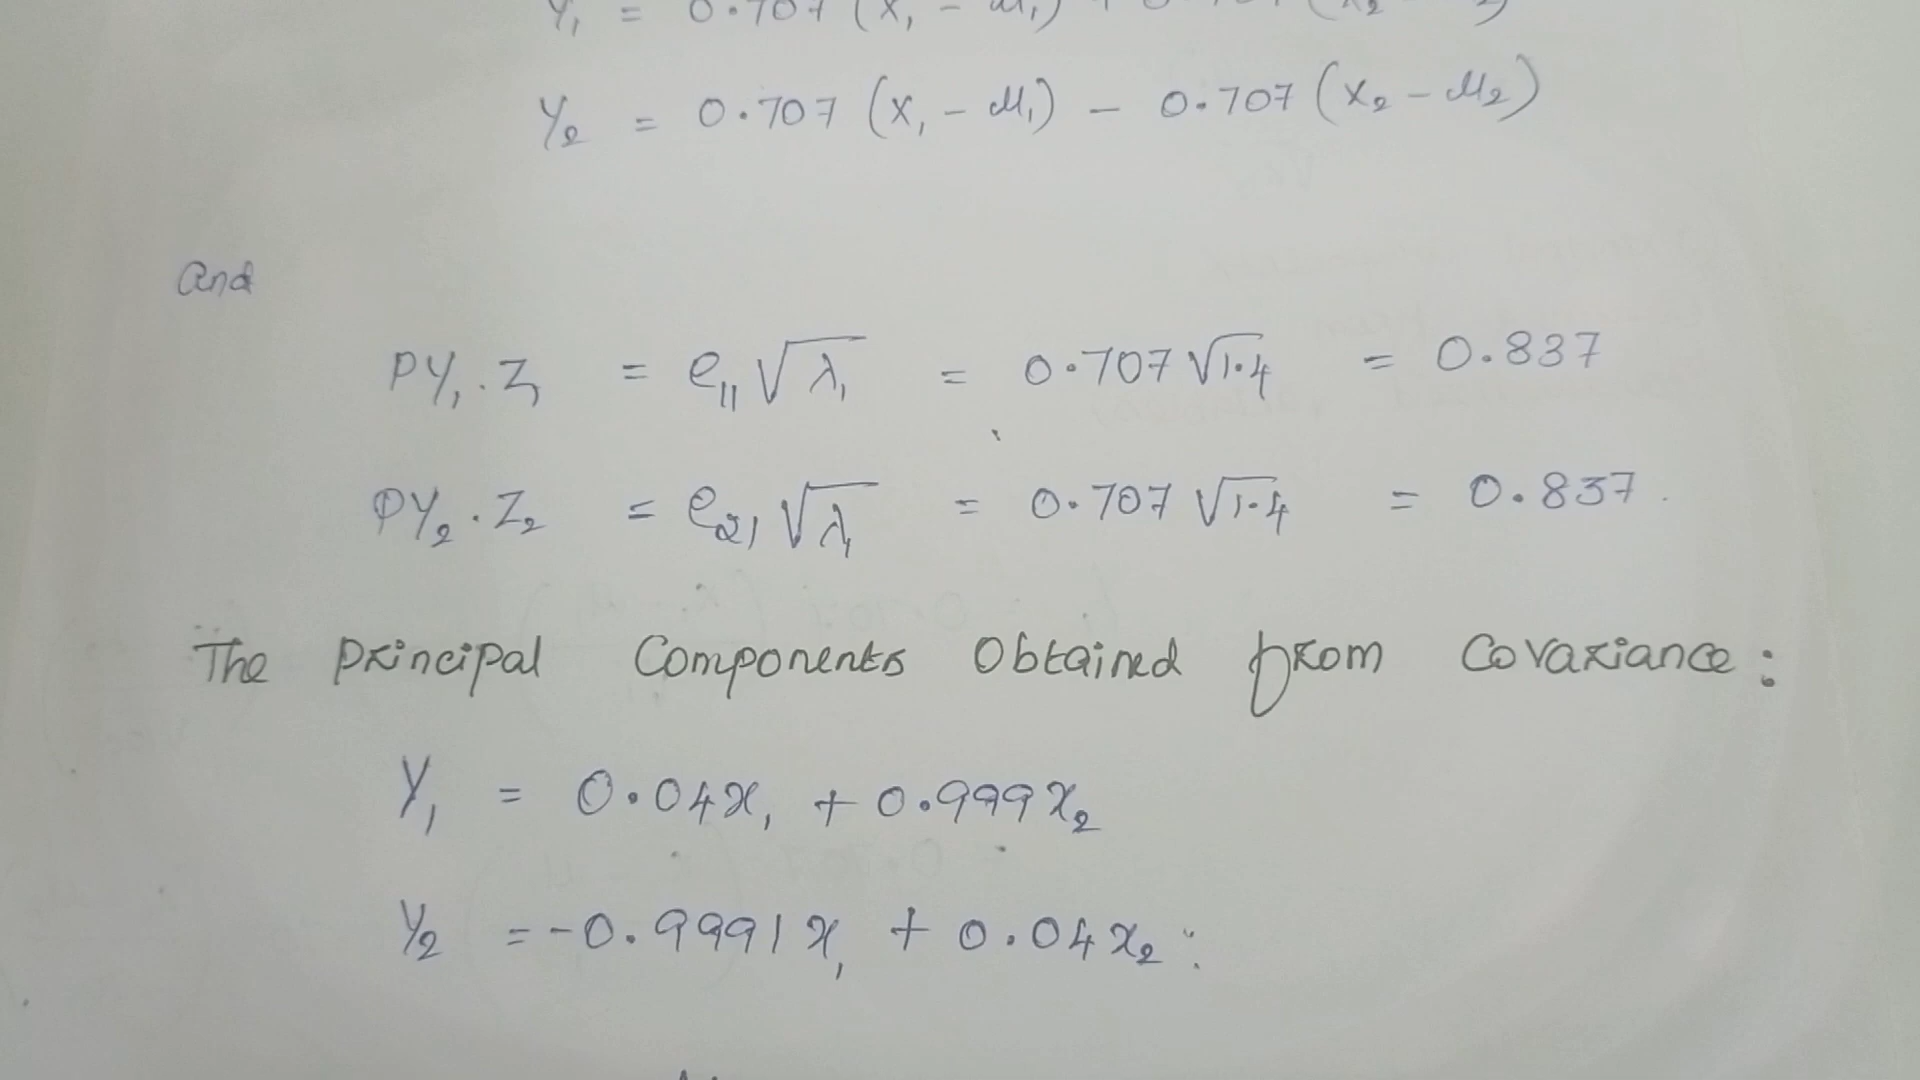 Y₂ = 0.707 (X₁ - μ₁) - 0.707 (X₂ - μ₂)
and
PY₁.Z₁ = e₁₁√λ₁ = 0.707 √1.4 = 0.837
PY₂.Z₂ = e₂₁√λ₁ = 0.707 √1.4 = 0.837.
The Principal Components Obtained from Covariance:
Y₁ = 0.04x₁ + 0.999x₂
Y₂ = -0.9991x₁ + 0.04x₂